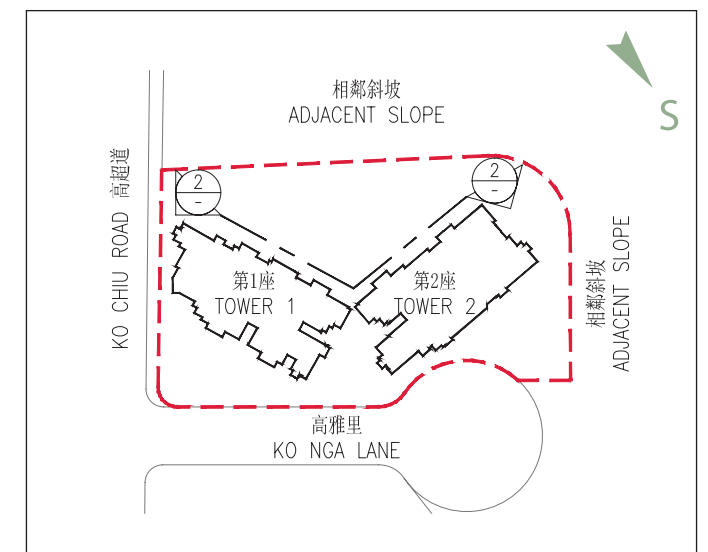 相鄰斜坡
ADJACENT SLOPE
S
KO CHIU ROAD 高超道
2
-
2
-
第1座
TOWER 1
第2座
TOWER 2
相鄰斜坡
ADJACENT SLOPE
高雅里
KO NGA LANE